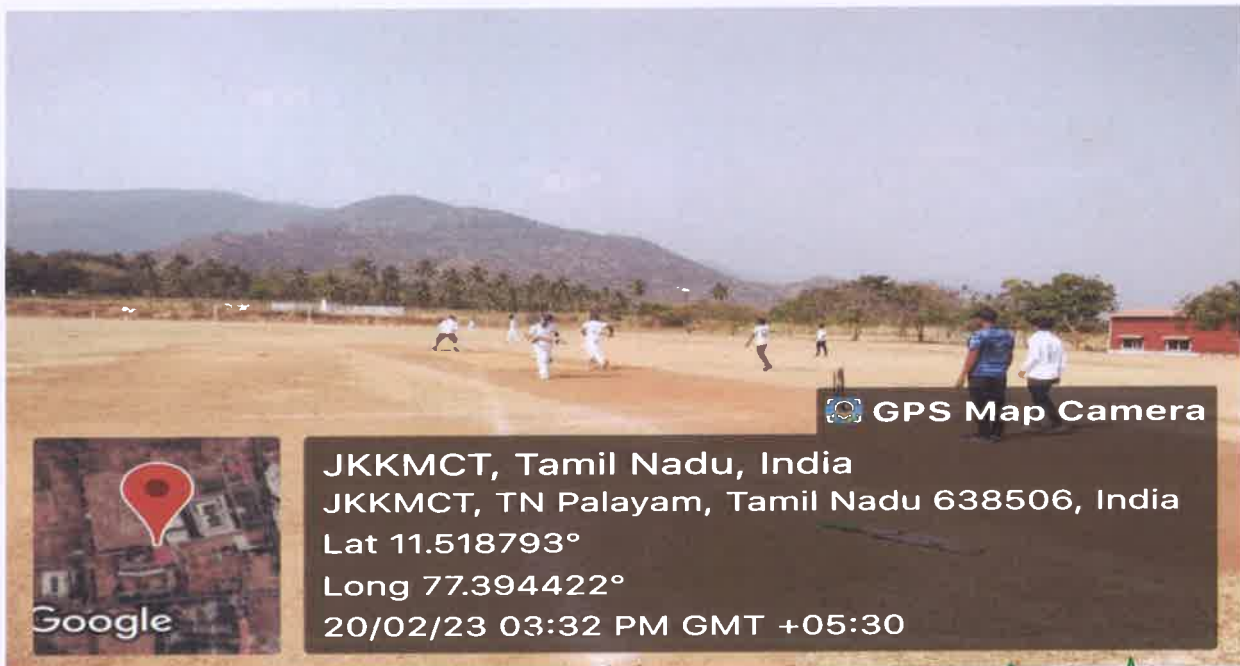 GPS Map Camera
JKKMCT, Tamil Nadu, India
JKKMCT, TN Palayam, Tamil Nadu 638506, India
Lat 11.518793°
Long 77.394422°
20/02/23 03:32 PM GMT +05:30
Google